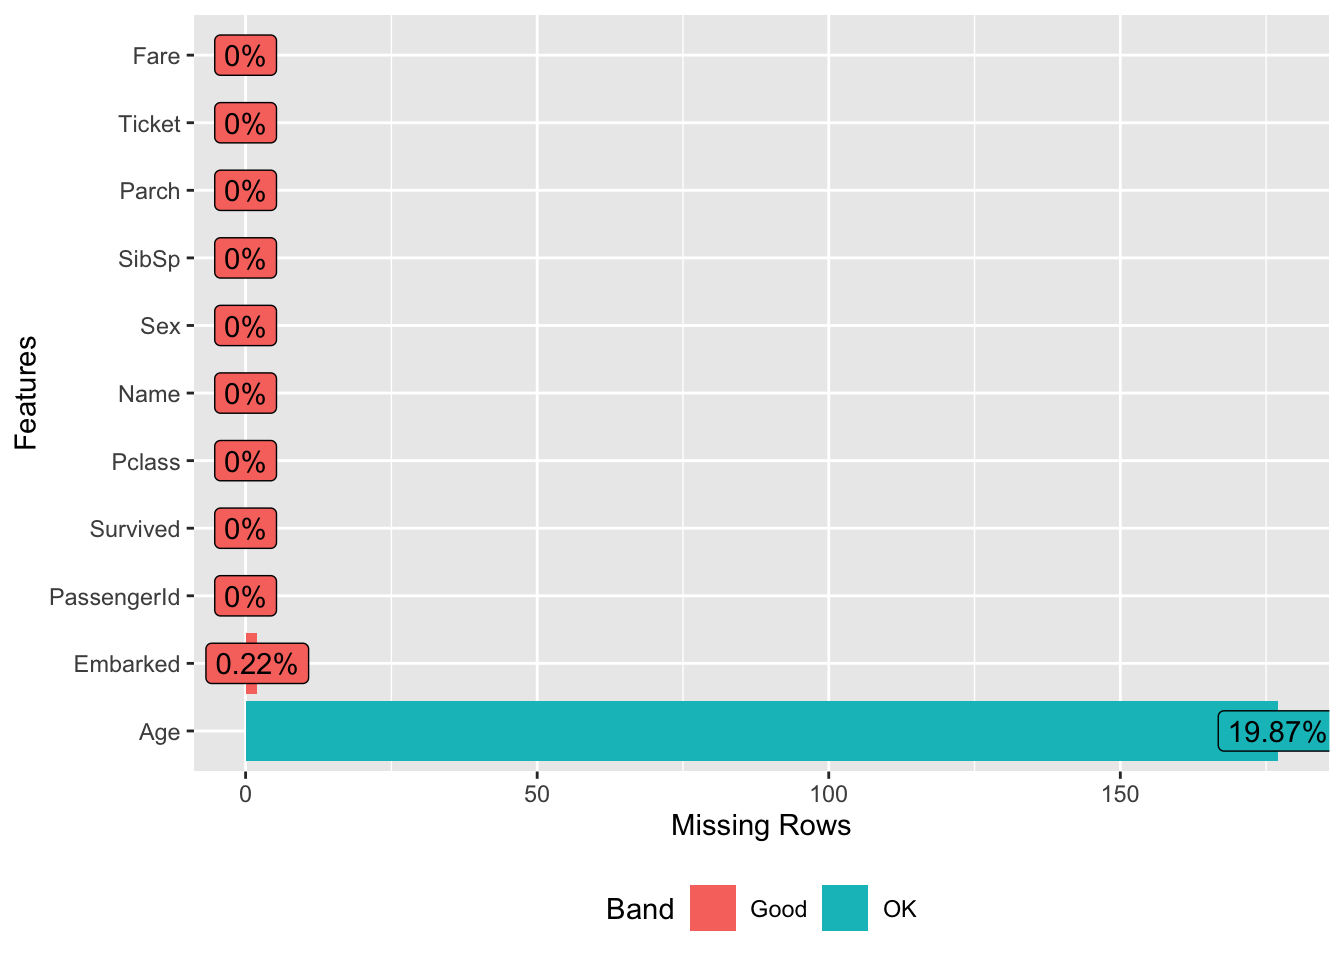 Features
Fare 0%
Ticket 0%
Parch 0%
SibSp 0%
Sex 0%
Name 0%
Pclass 0%
Survived 0%
PassengerId 0%
Embarked 0.22%
Age 19.87%
0 50 100 150
Missing Rows
Band Good OK